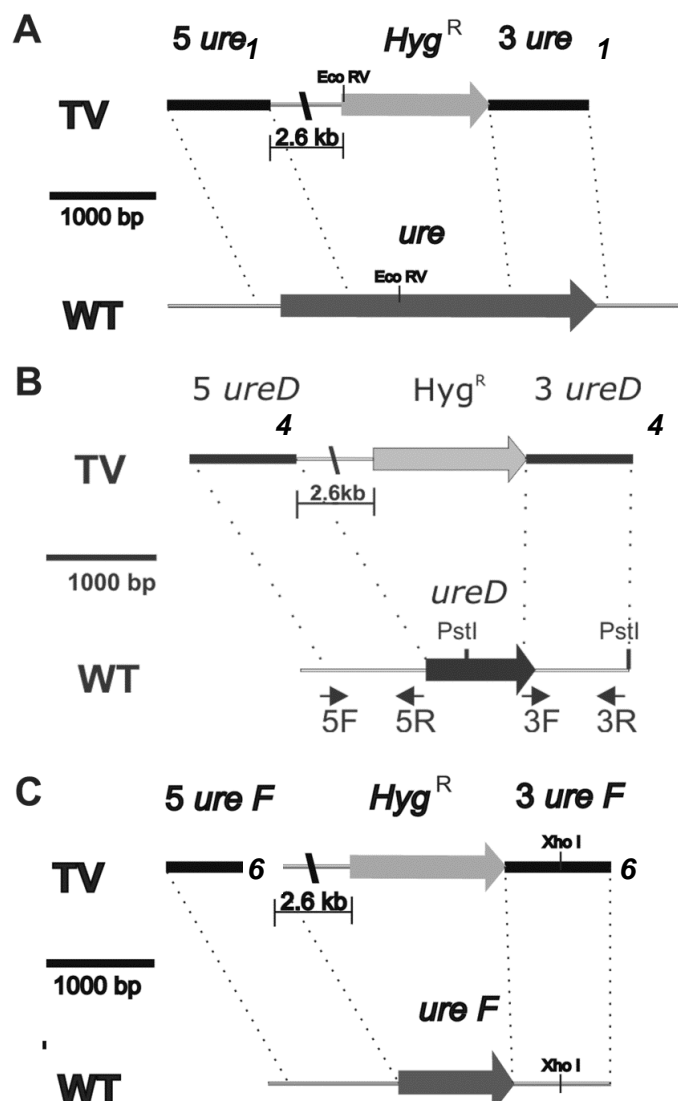 A
5 ure1 Hyg R 3 ure 1
Eco RV
TV
2.6 kb
1000 bp
ure
Eco RV
WT
B
5 ureD HygR 3 ureD
4 4
TV
2.6kb
1000 bp
ureD
PstI PstI
WT
5F 5R 3F 3R
C
5 ure F Hyg R 3 ure F
Xho I
TV 6 6
2.6 kb
1000 bp
ure F
Xho I
WT